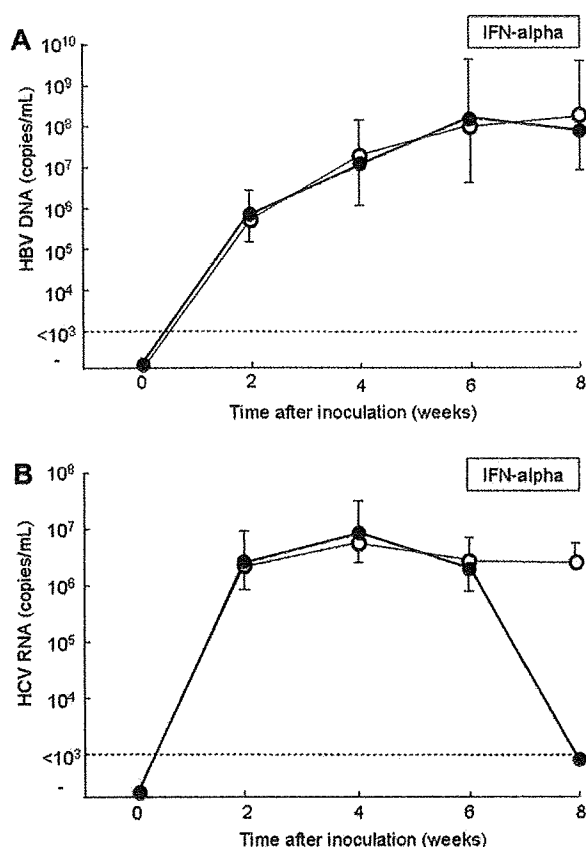 A
IFN-alpha
HBV DNA (copies/mL)
10¹⁰
10⁹
10⁸
10⁷
10⁶
10⁵
10⁴
<10³
-
0 2 4 6 8
Time after inoculation (weeks)
B
IFN-alpha
HCV RNA (copies/mL)
10⁸
10⁷
10⁶
10⁵
10⁴
<10³
-
0 2 4 6 8
Time after inoculation (weeks)